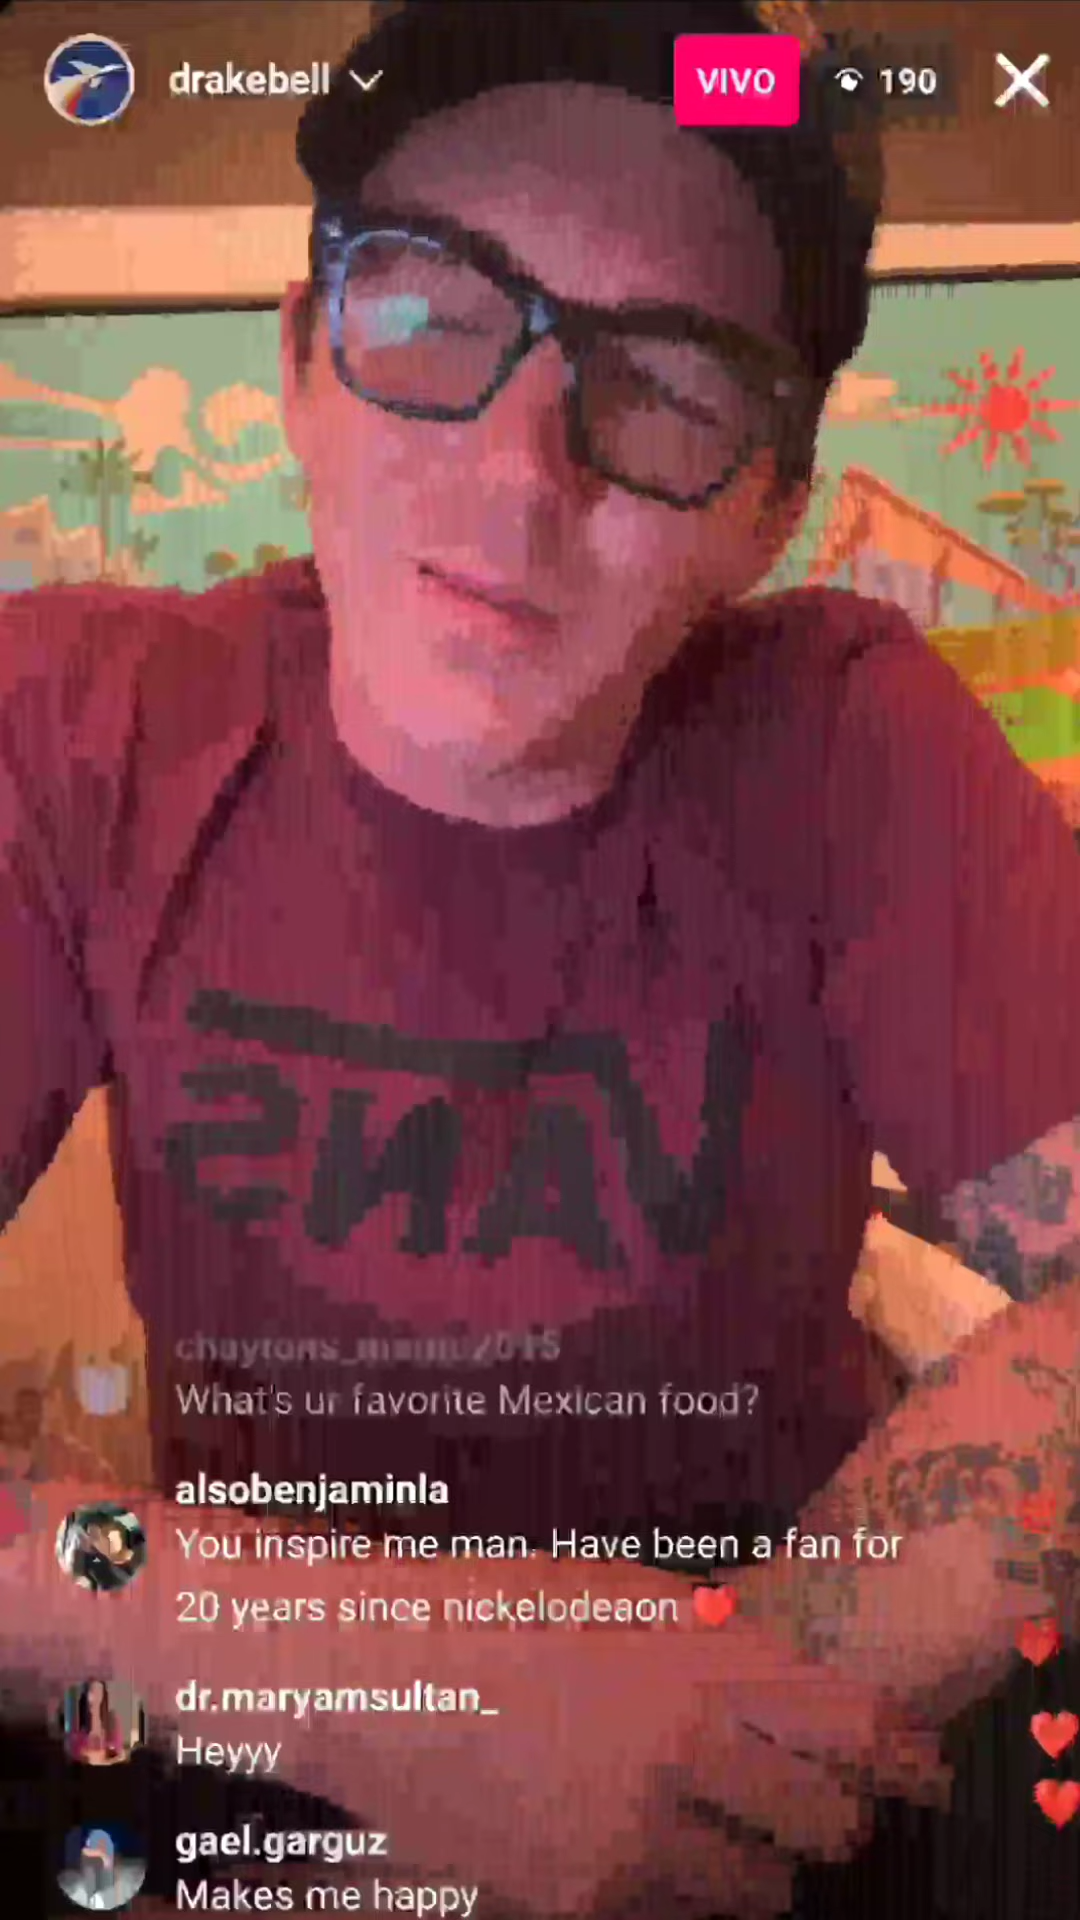 drakebell
VIVO
190
VANS
What's ur favorite Mexican food?
alsobenjaminla
You inspire me man. Have been a fan for
20 years since nickelodeaon ❤️
dr.maryamsultan_
Heyyy
gael.garguz
Makes me happy